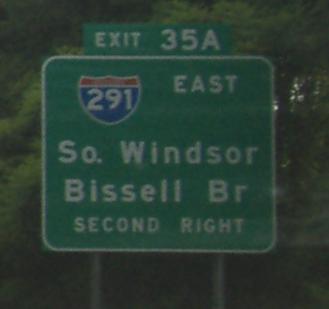 EXIT 35A
291 EAST
So. Windsor
Bissell Br
SECOND RIGHT